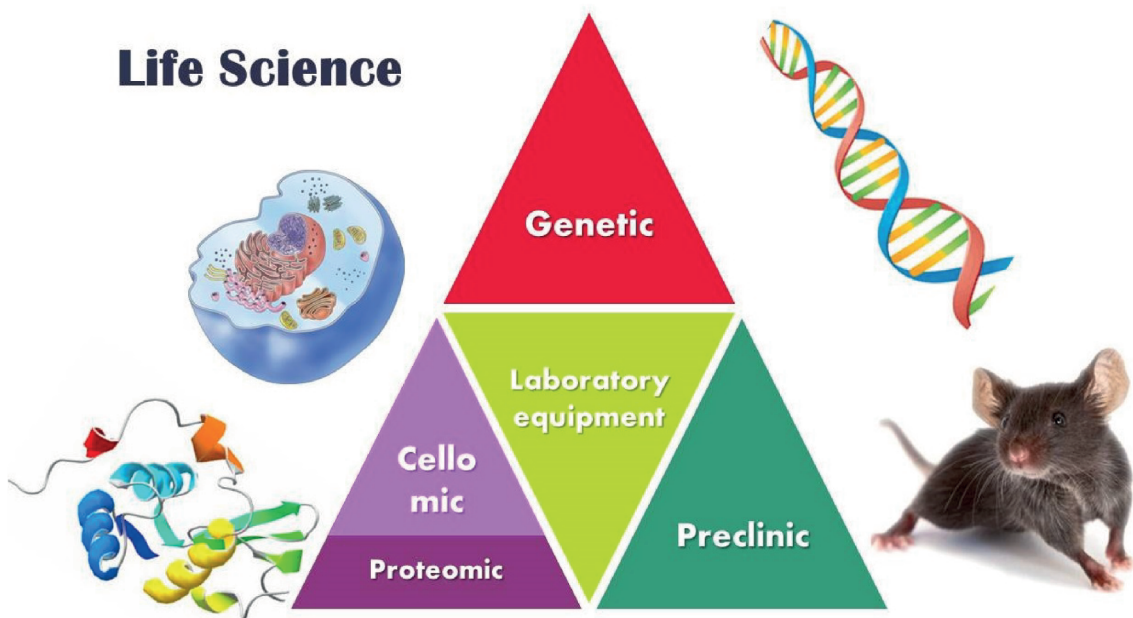 Life Science
Genetic
Laboratory
equipment
Cello
mic
Proteomic
Preclinic